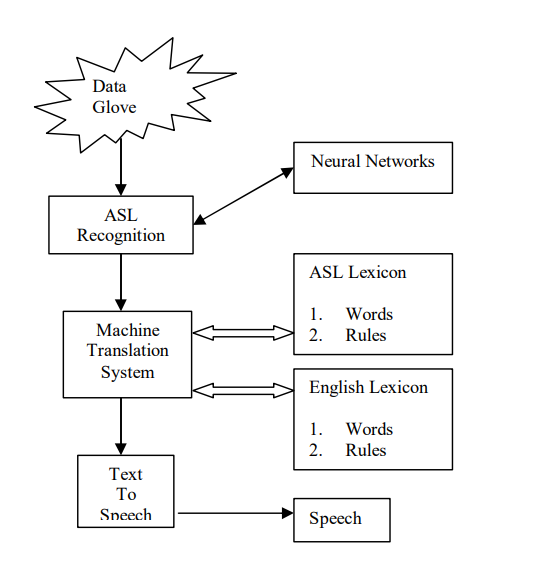 Data
Glove
Neural Networks
ASL
Recognition
ASL Lexicon
1. Words
2. Rules
Machine
Translation
System
English Lexicon
1. Words
2. Rules
Text
To
Speech
Speech